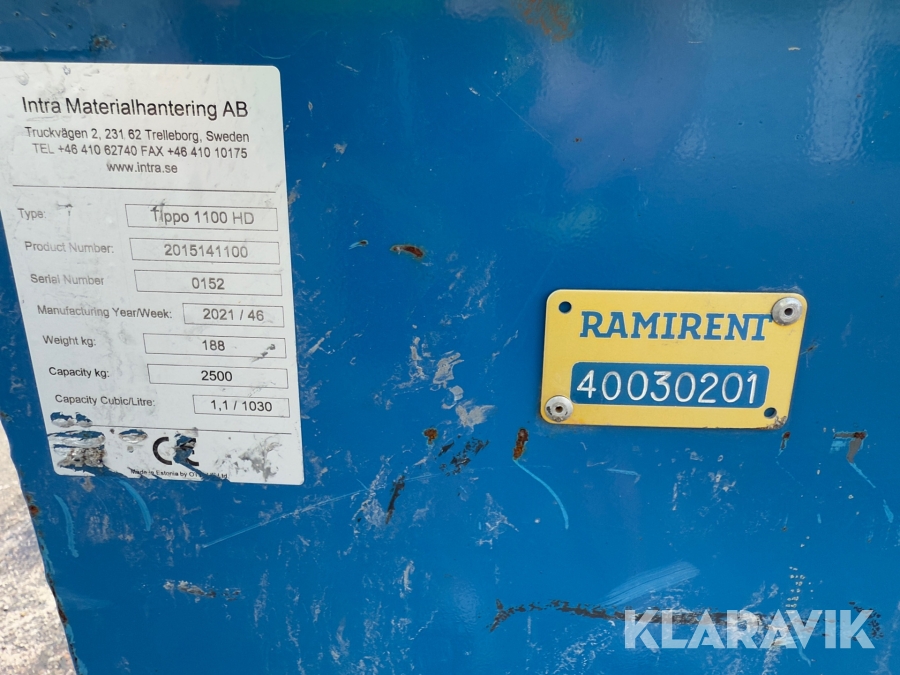 Intra Materialhantering AB
Truckvägen 2, 231 62 Trelleborg, Sweden
TEL +46 410 62740 FAX +46 410 10175
www.intra.se
Type: Tippo 1100 HD
Product Number: 2015141100
Serial Number 0152
Manufacturing Year/Week: 2021 / 46
Weight kg: 188
Capacity kg: 2500
Capacity Cubic/Litre: 1,1 / 1030
CE
Made in Estonia by
RAMIRENT
40030201
KLARAVIK